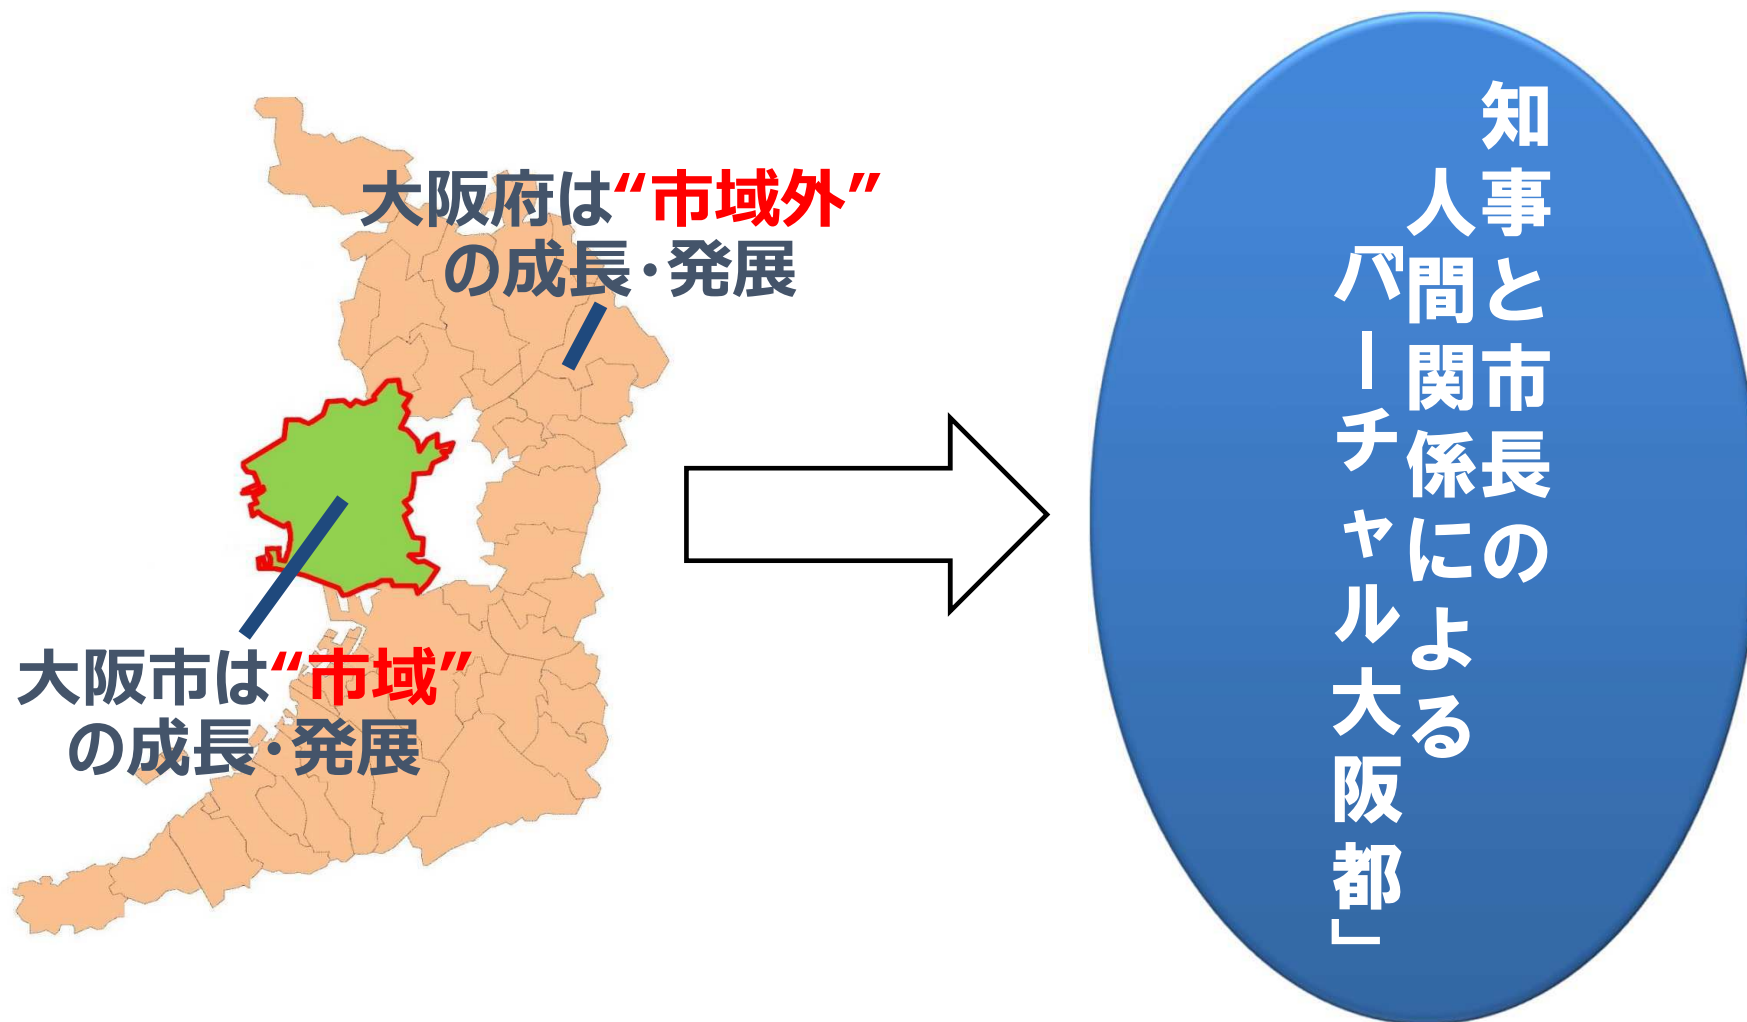 大阪府は“市域外”
の成長・発展
大阪市は“市域”
の成長・発展
知事と市長の
人間関係による
「バーチャル大阪都」